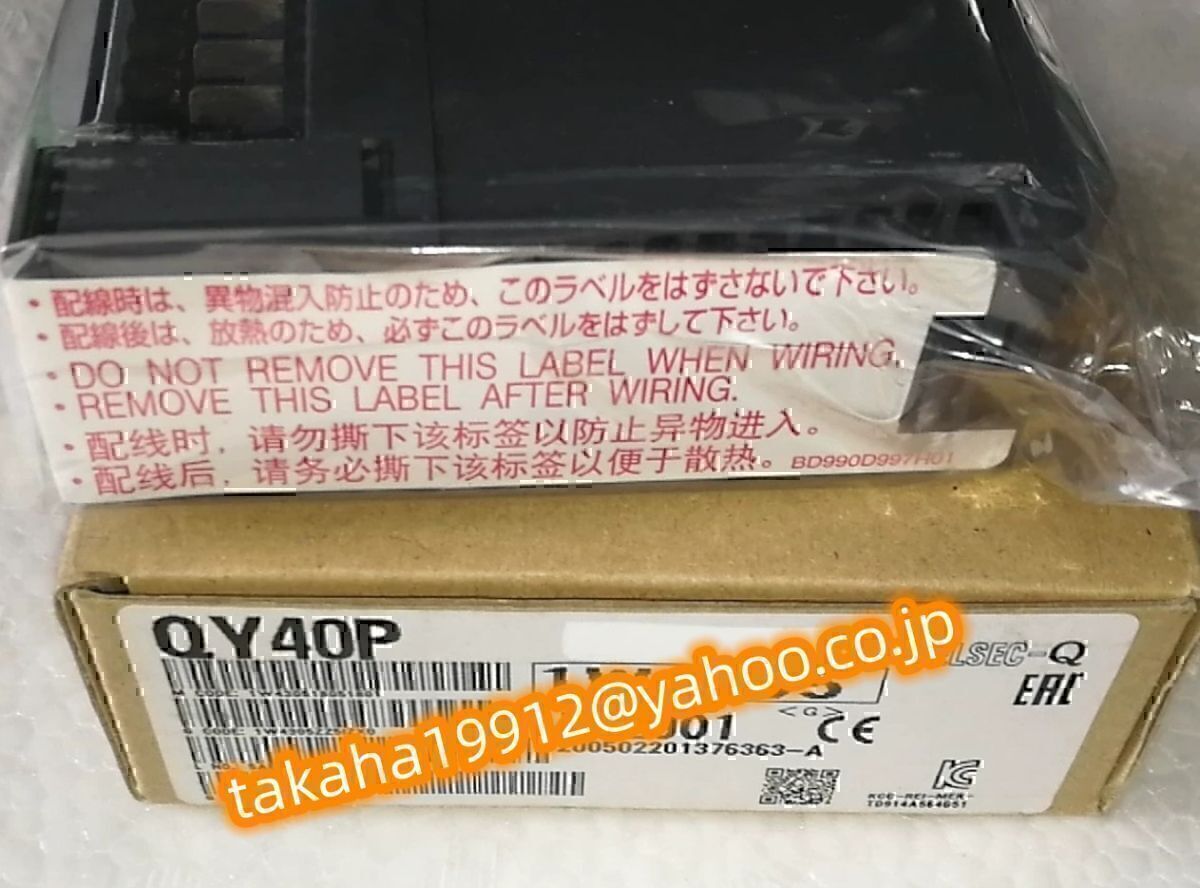 ・配線時は、異物混入防止のため、このラベルをはずさないで下さい。
・配線後は、放熱のため、必ずこのラベルをはずして下さい。
・DO NOT REMOVE THIS LABEL WHEN WIRING.
・REMOVE THIS LABEL AFTER WIRING.
・配线时，请勿撕下该标签以防止异物进入。
・配线后，请务必撕下该标签以便于散热。 BD990D997H01
QY40P
LSEC-Q
EAC
<G> CE
200502201376363-A
takaha19912@yahoo.co.jp
KCC-REI-MEK-
TD914A564G51